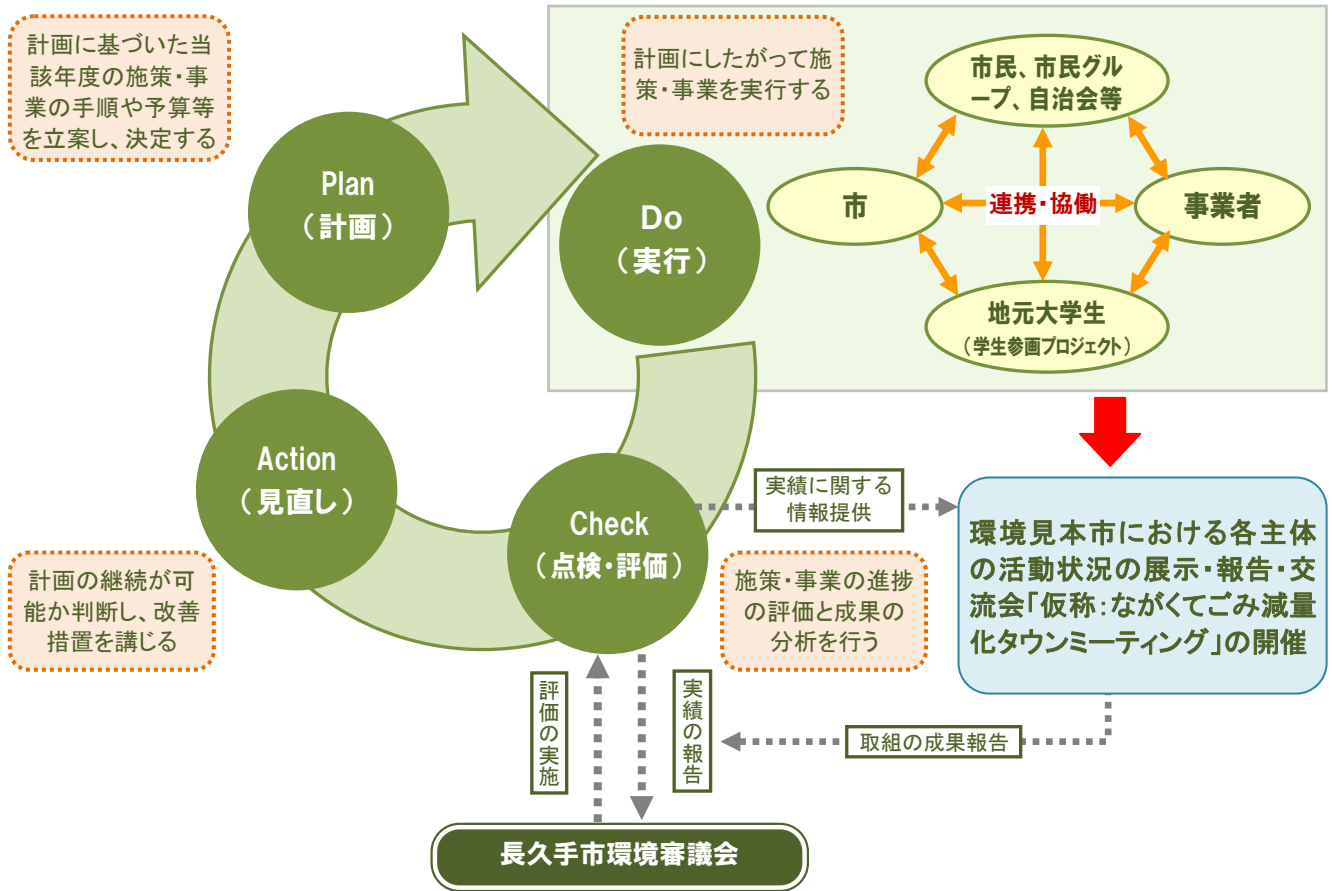 計画に基づいた当
該年度の施策・事
業の手順や予算等
を立案し、決定する
Plan
（計画）
計画にしたがって施
策・事業を実行する
Do
（実行）
市民、市民グル
ープ、自治会等
市
連携・協働
事業者
地元大学生
（学生参画プロジェクト）
Action
（見直し）
計画の継続が可
能か判断し、改善
措置を講じる
Check
（点検・評価）
実績に関する
情報提供
施策・事業の進捗
の評価と成果の
分析を行う
環境見本市における各主体
の活動状況の展示・報告・交
流会「仮称：ながくてごみ減量
化タウンミーティング」の開催
評価の実施
実績の報告
取組の成果報告
長久手市環境審議会